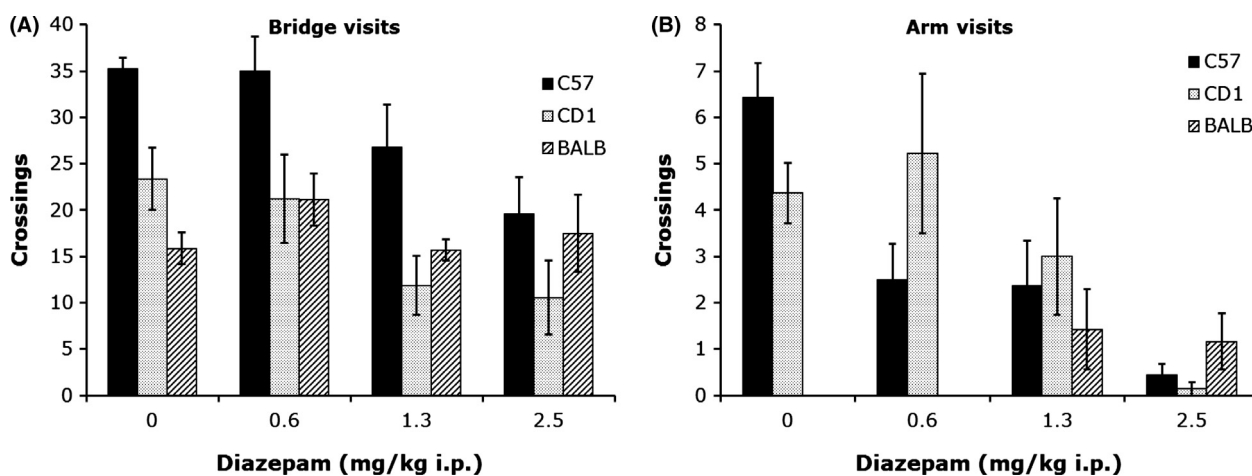 (A)
Bridge visits
40
35
30
25
20
15
10
5
0
Crossings
C57
CD1
BALB
0 0.6 1.3 2.5
Diazepam (mg/kg i.p.)
(B)
Arm visits
8
7
6
5
4
3
2
1
0
Crossings
C57
CD1
BALB
0 0.6 1.3 2.5
Diazepam (mg/kg i.p.)